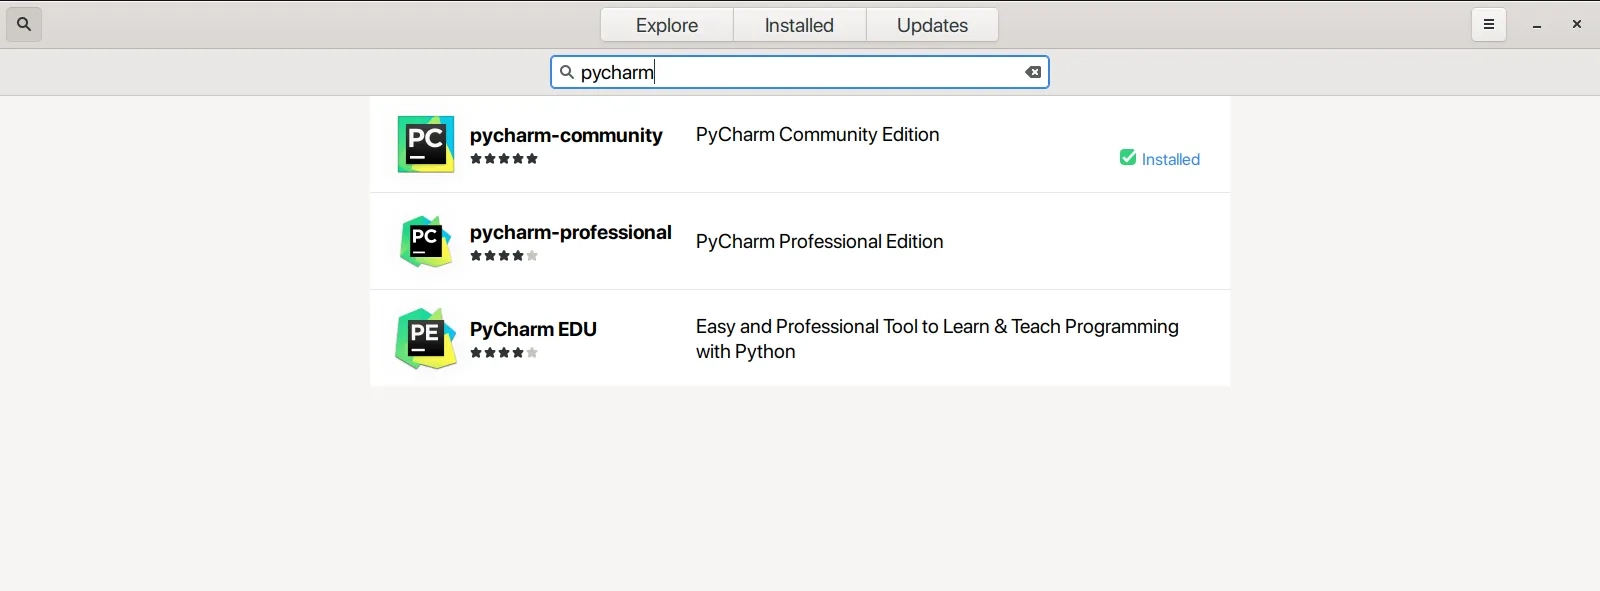 Explore Installed Updates
pycharm
PC
pycharm-community PyCharm Community Edition
Installed
PC
pycharm-professional PyCharm Professional Edition
PE
PyCharm EDU Easy and Professional Tool to Learn & Teach Programming
with Python